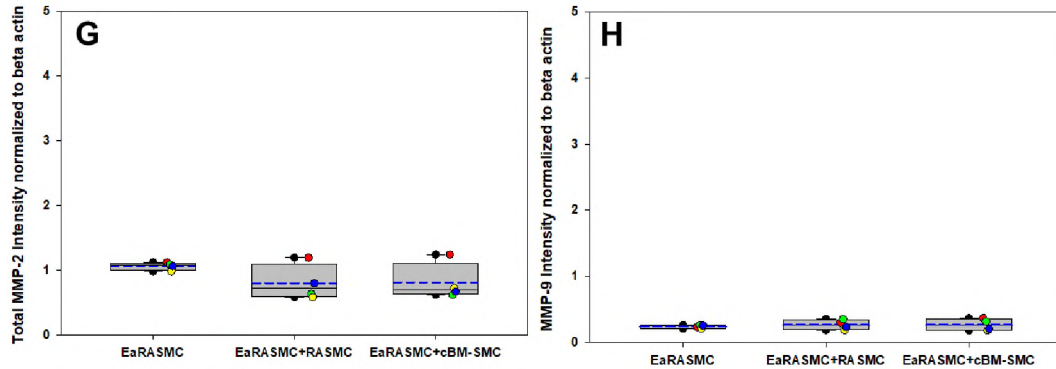 G
Total MMP-2 Intensity normalized to beta actin
5
4
3
2
1
0
EaRASMC
EaRASMC+RASMC
EaRASMC+cBM-SMC
H
MMP-9 Intensity normalized to beta actin
5
4
3
2
1
0
EaRASMC
EaRASMC+RASMC
EaRASMC+cBM-SMC